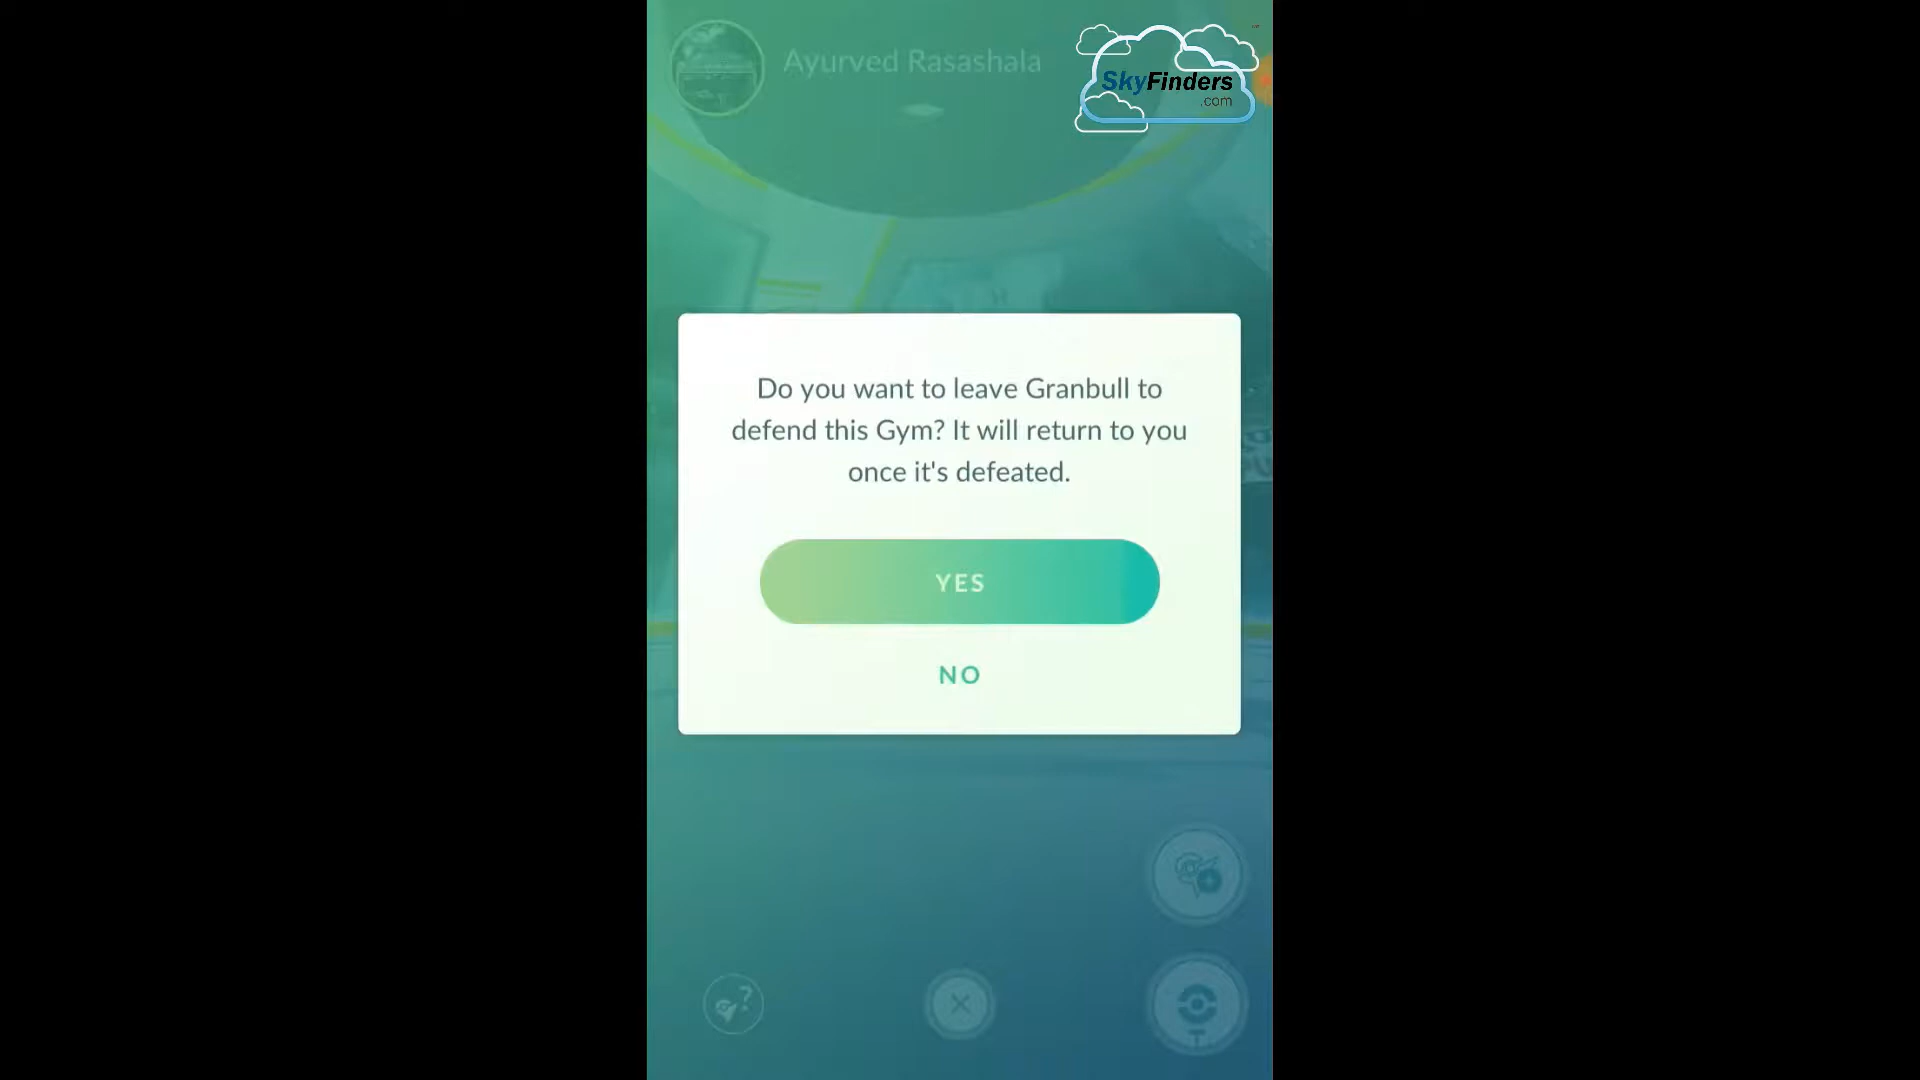 Ayurved Rasashala
SkyFinders
.com
Do you want to leave Granbull to
defend this Gym? It will return to you
once it's defeated.
YES
NO